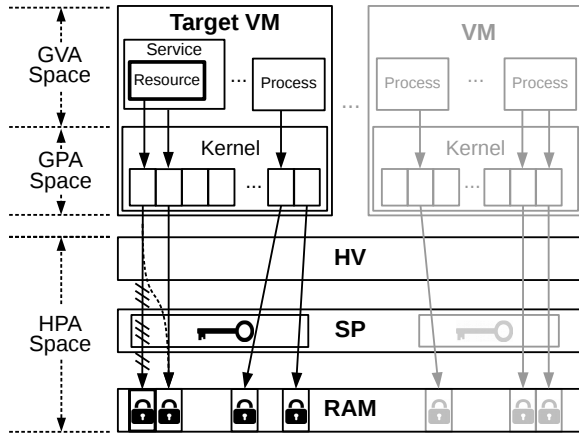 Target VM
VM
GVA
Space
Service
Resource
...
Process
...
Process
...
Process
GPA
Space
Kernel
...
Kernel
...
HPA
Space
HV
SP
RAM